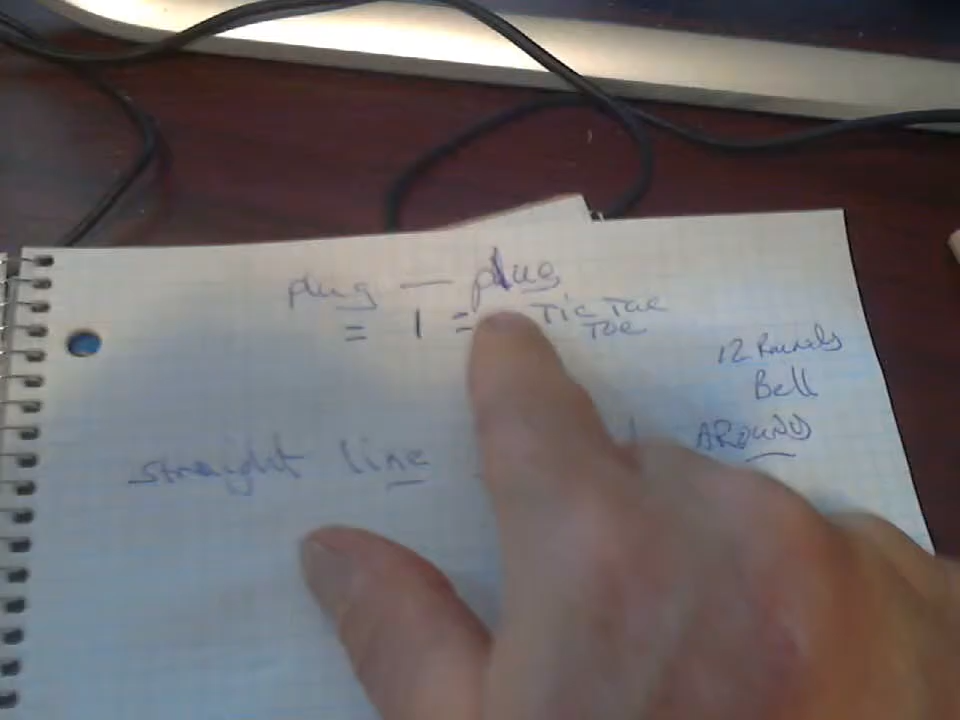 plug — plug
= 1 =
Tic Tac
Toe
12 Rounds
Bell
AROUND
straight line